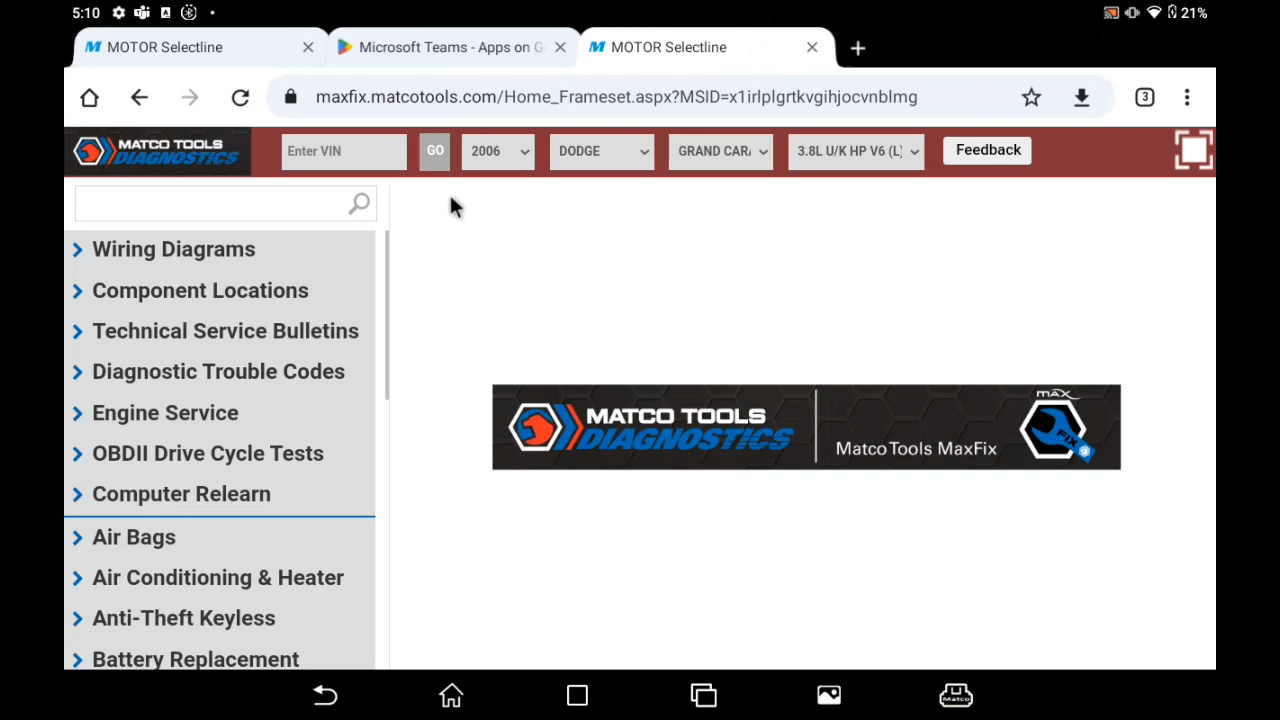 5:10
21%
MOTOR Selectline
Microsoft Teams - Apps on G
MOTOR Selectline
maxfix.matcotools.com/Home_Frameset.aspx?MSID=x1irlplgrtkvgihjocvnblmg
3
MATCO TOOLS
DIAGNOSTICS
Enter VIN
GO
2006
DODGE
GRAND CAR
3.8L U/K HP V6 (L)
Feedback
Wiring Diagrams
Component Locations
Technical Service Bulletins
Diagnostic Trouble Codes
Engine Service
OBDII Drive Cycle Tests
Computer Relearn
Air Bags
Air Conditioning & Heater
Anti-Theft Keyless
Battery Replacement
MATCO TOOLS
DIAGNOSTICS
Matco Tools MaxFix
MAX
FIX
Matco